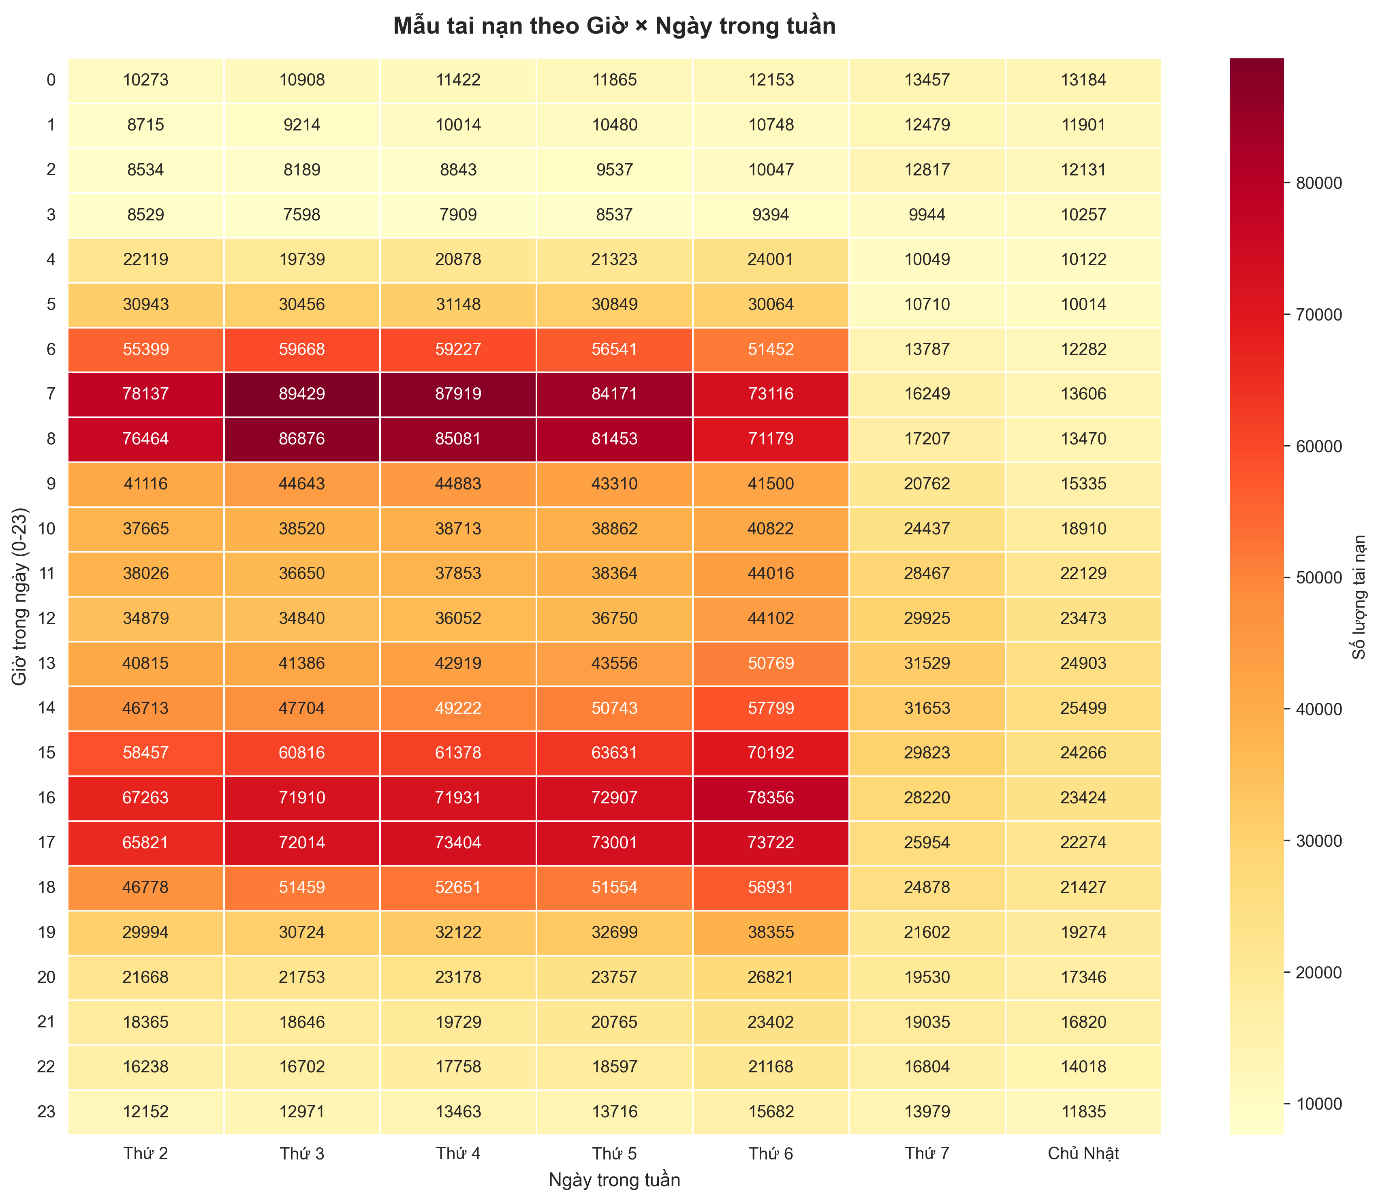 Mẫu tai nạn theo Giờ × Ngày trong tuần
0 10273 10908 11422 11865 12153 13457 13184
1 8715 9214 10014 10480 10748 12479 11901
2 8534 8189 8843 9537 10047 12817 12131
3 8529 7598 7909 8537 9394 9944 10257
4 22119 19739 20878 21323 24001 10049 10122
5 30943 30456 31148 30849 30064 10710 10014
6 55399 59668 59227 56541 51452 13787 12282
7 78137 89429 87919 84171 73116 16249 13606
8 76464 86876 85081 81453 71179 17207 13470
9 41116 44643 44883 43310 41500 20762 15335
10 37665 38520 38713 38862 40822 24437 18910
11 38026 36650 37853 38364 44016 28467 22129
12 34879 34840 36052 36750 44102 29925 23473
13 40815 41386 42919 43556 50769 31529 24903
14 46713 47704 49222 50743 57799 31653 25499
15 58457 60816 61378 63631 70192 29823 24266
16 67263 71910 71931 72907 78356 28220 23424
17 65821 72014 73404 73001 73722 25954 22274
18 46778 51459 52651 51554 56931 24878 21427
19 29994 30724 32122 32699 38355 21602 19274
20 21668 21753 23178 23757 26821 19530 17346
21 18365 18646 19729 20765 23402 19035 16820
22 16238 16702 17758 18597 21168 16804 14018
23 12152 12971 13463 13716 15682 13979 11835
Thứ 2 Thứ 3 Thứ 4 Thứ 5 Thứ 6 Thứ 7 Chủ Nhật
Ngày trong tuần
Giờ trong ngày (0-23)
80000
70000
60000
50000
40000
30000
20000
10000
Số lượng tai nạn